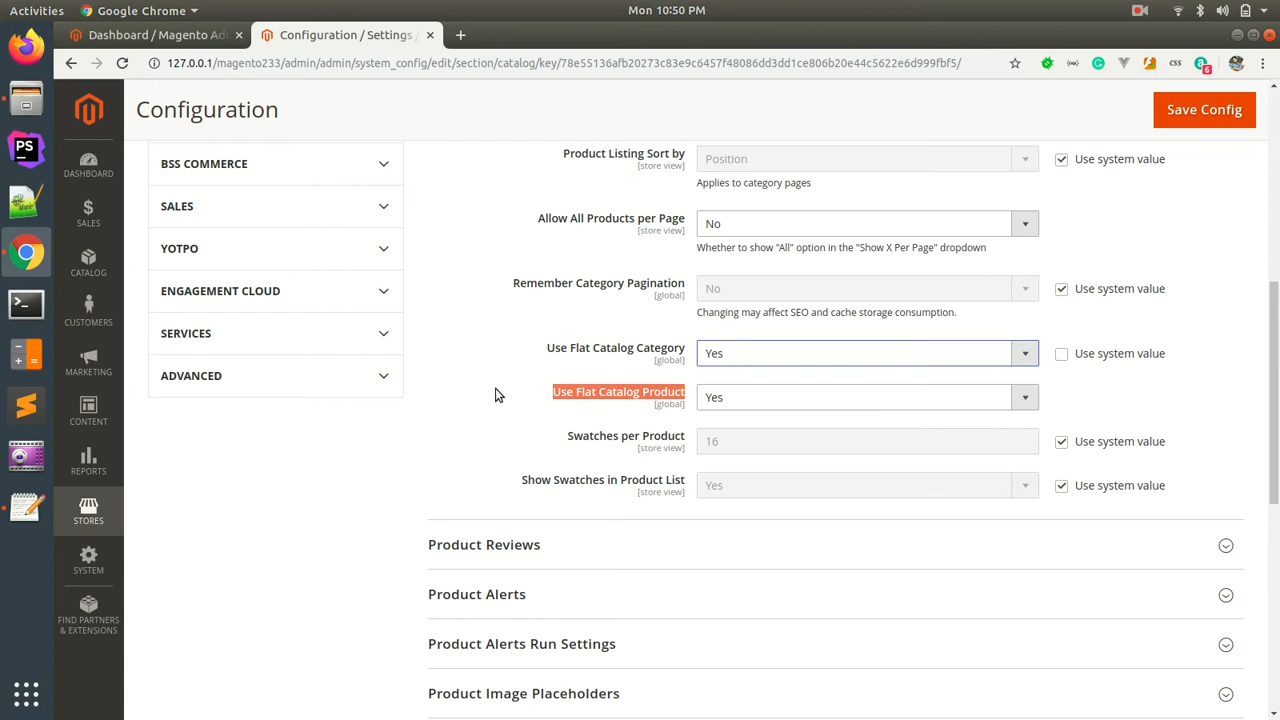 Activities
Google Chrome
Mon 10:50 PM
Dashboard / Magento Ad
Configuration / Settings
127.0.0.1/magento233/admin/admin/system_config/edit/section/catalog/key/78e55136afb20273c83e9c6457f48086dd3dd1ce806b20e44c5622e6d999fbf5/
CSS
6
Configuration
Save Config
PS
DASHBOARD
SALES
CATALOG
CUSTOMERS
MARKETING
CONTENT
REPORTS
STORES
SYSTEM
FIND PARTNERS
& EXTENSIONS
BSS COMMERCE
SALES
YOTPO
ENGAGEMENT CLOUD
SERVICES
ADVANCED
Product Listing Sort by
[store view]
Position
Use system value
Applies to category pages
Allow All Products per Page
[store view]
No
Whether to show "All" option in the "Show X Per Page" dropdown
Remember Category Pagination
[global]
No
Use system value
Changing may affect SEO and cache storage consumption.
Use Flat Catalog Category
[global]
Yes
Use system value
Use Flat Catalog Product
[global]
Yes
Swatches per Product
[store view]
16
Use system value
Show Swatches in Product List
[store view]
Yes
Use system value
Product Reviews
Product Alerts
Product Alerts Run Settings
Product Image Placeholders